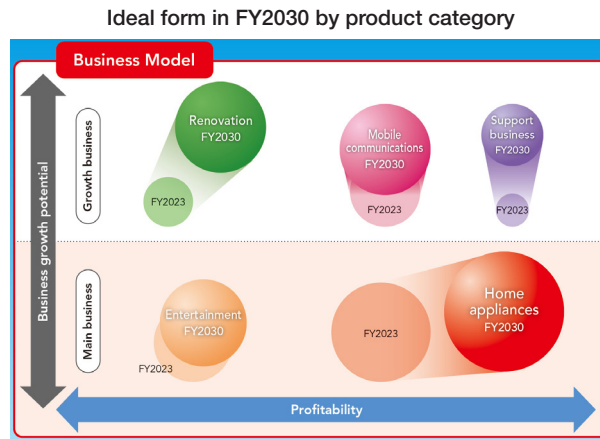 Ideal form in FY2030 by product category
Business Model
Business growth potential
Growth business
Renovation
FY2030
FY2023
Mobile
communications
FY2030
FY2023
Support
business
FY2030
FY2023
Main business
Entertainment
FY2030
FY2023
FY2023
Home
appliances
FY2030
Profitability